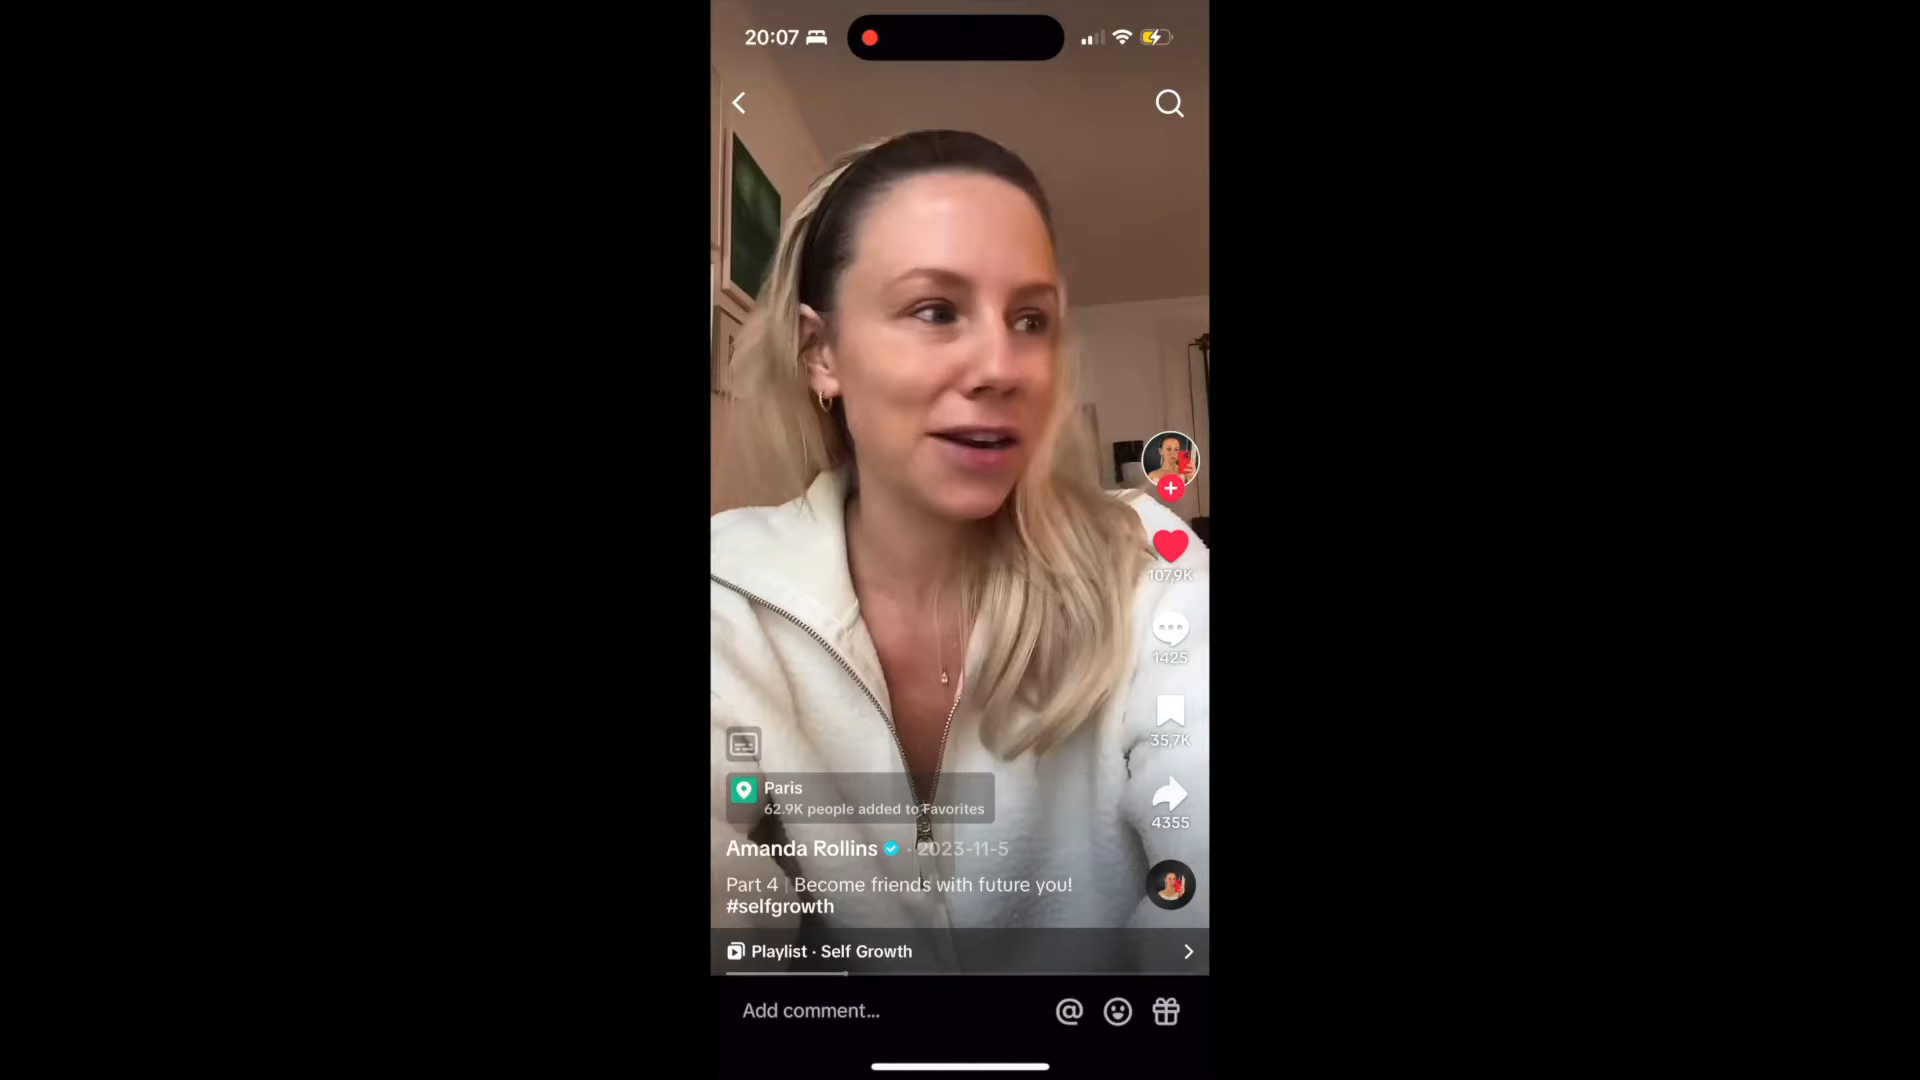 20:07
107,9K
1425
35,7K
4355
Paris
62.9K people added to Favorites
Amanda Rollins · 2023-11-5
Part 4 | Become friends with future you!
#selfgrowth
Playlist · Self Growth
Add comment...
@